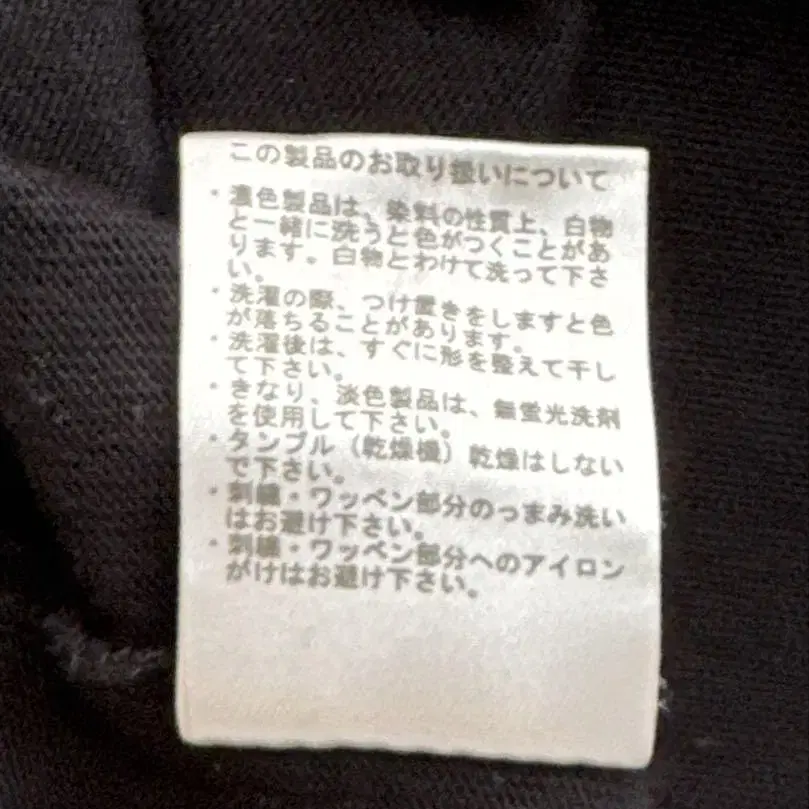 この製品のお取り扱いについて
・濃色製品は、染料の性質上、白物
と一緒に洗うと色がつくことがあ
ります。白物とわけて洗って下さ
い。
・洗濯の際、つけ置きをしますと色
が落ちることがあります。
・洗濯後は、すぐに形を整えて干し
て下さい。
・きなり、淡色製品は、無蛍光洗剤
を使用して下さい。
・タンブル（乾燥機）乾燥はしない
で下さい。
・刺繍・ワッペン部分のつまみ洗い
はお避け下さい。
・刺繍・ワッペン部分へのアイロン
がけはお避け下さい。